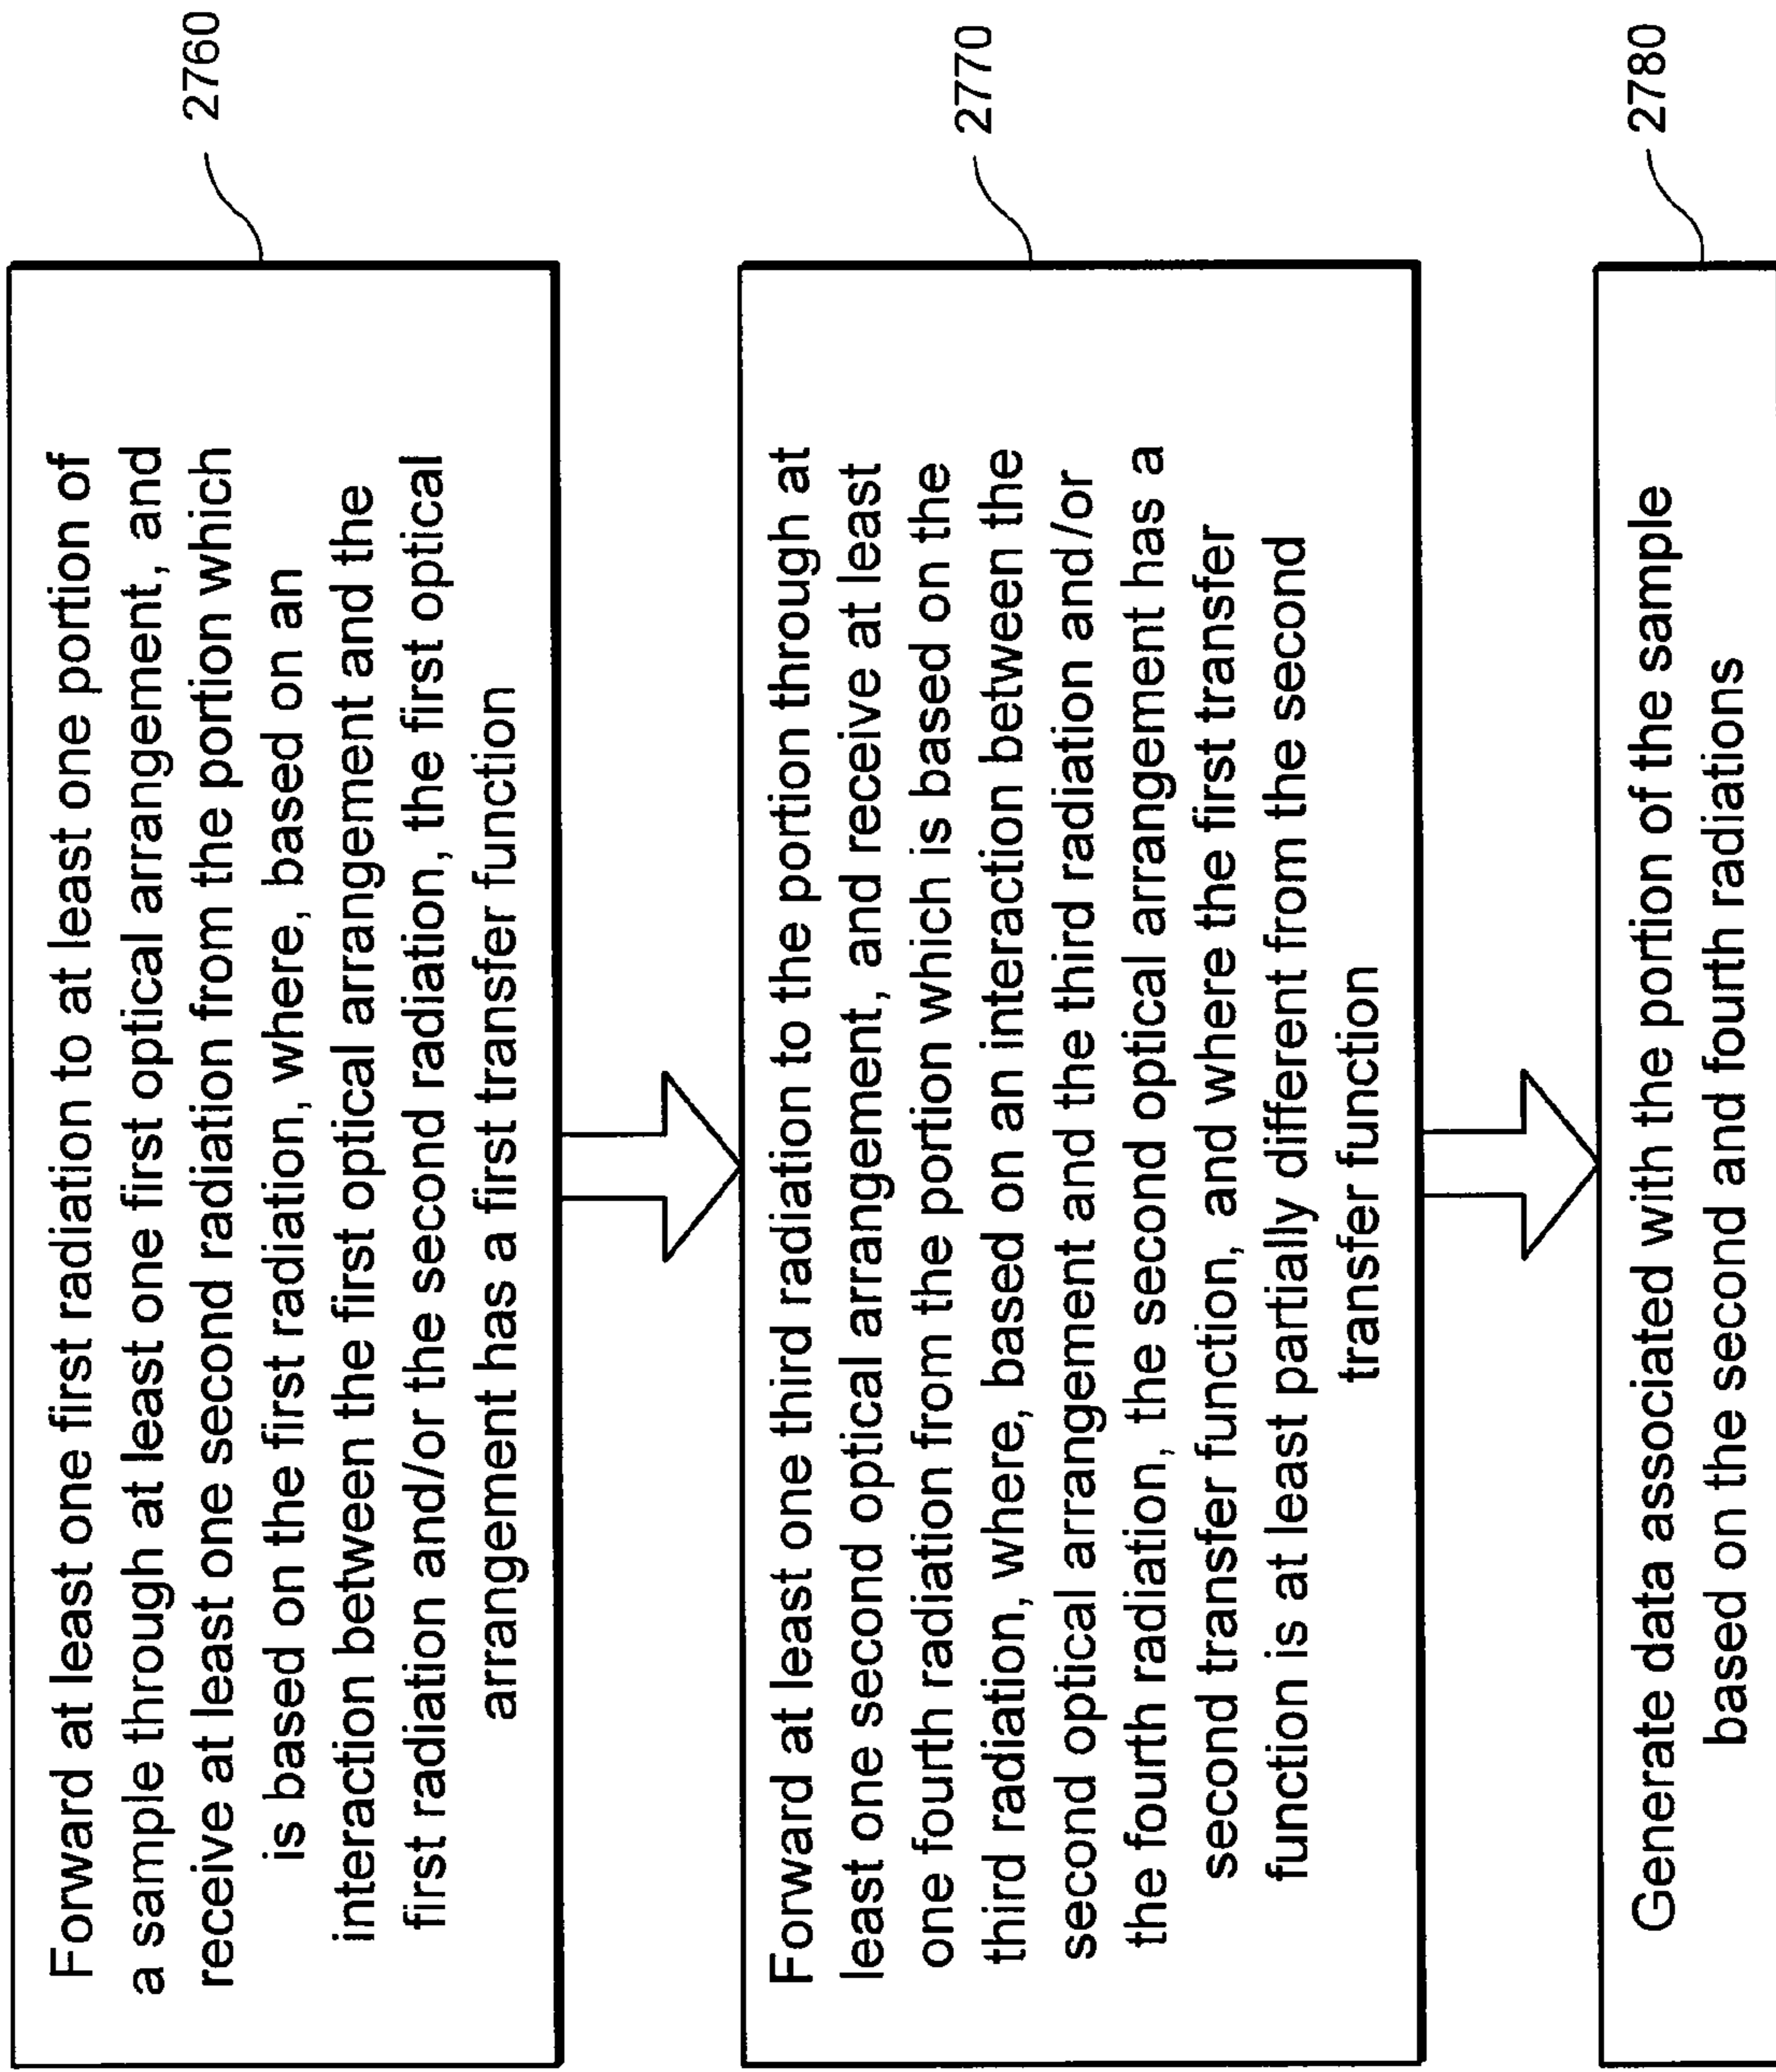 Forward at least one first radiation to at least one portion of
a sample through at least one first optical arrangement, and
receive at least one second radiation from the portion which
is based on the first radiation, where, based on an
interaction between the first optical arrangement and the
first radiation and/or the second radiation, the first optical
arrangement has a first transfer function
2760
Forward at least one third radiation to the portion through at
least one second optical arrangement, and receive at least
one fourth radiation from the portion which is based on the
third radiation, where, based on an interaction between the
second optical arrangement and the third radiation and/or
the fourth radiation, the second optical arrangement has a
second transfer function, and where the first transfer
function is at least partially different from the second
transfer function
2770
Generate data associated with the portion of the sample
based on the second and fourth radiations
2780